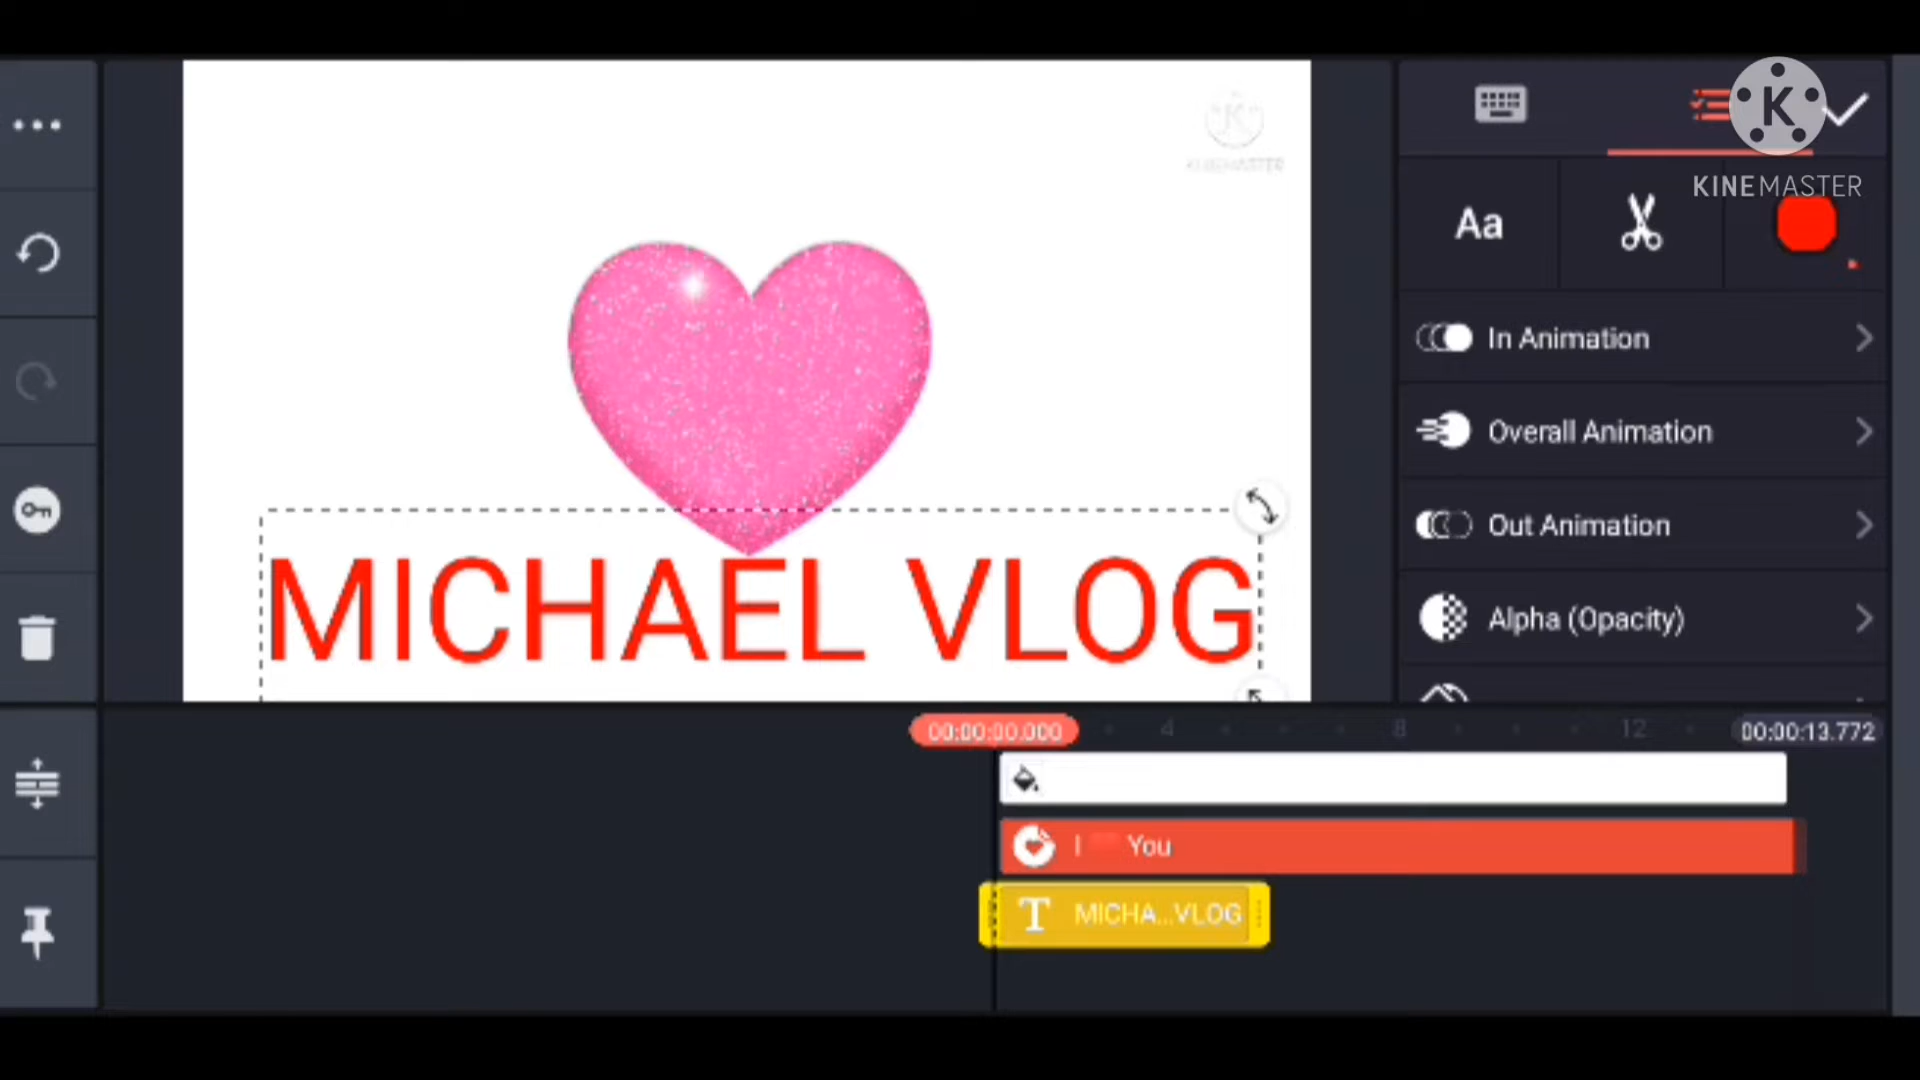 K
KINEMASTER
K
KINEMASTER
Aa
In Animation
Overall Animation
Out Animation
Alpha (Opacity)
MICHAEL VLOG
00:00:00.000
4
8
12
00:00:13.772
I You
T MICHA...VLOG